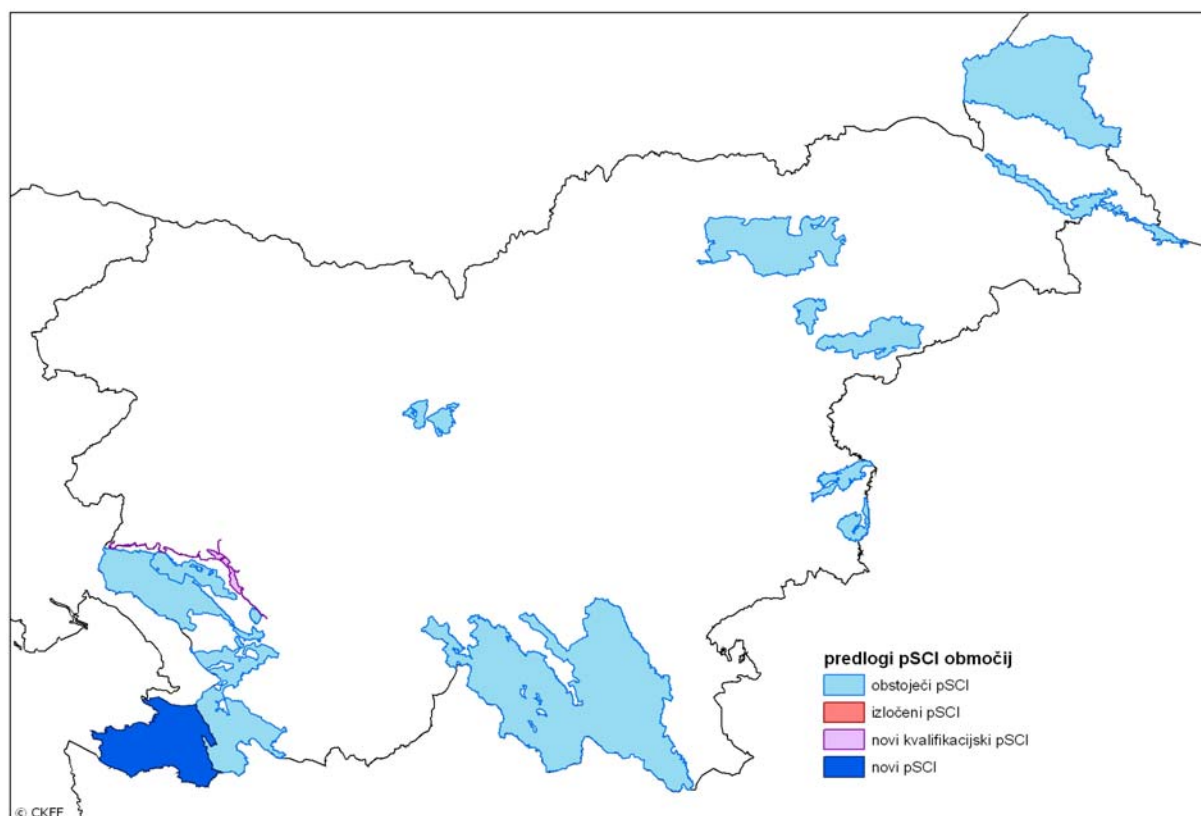 predlogi pSCI območij
obstoječi pSCI
izločeni pSCI
novi kvalifikacijski pSCI
novi pSCI
© CKFF